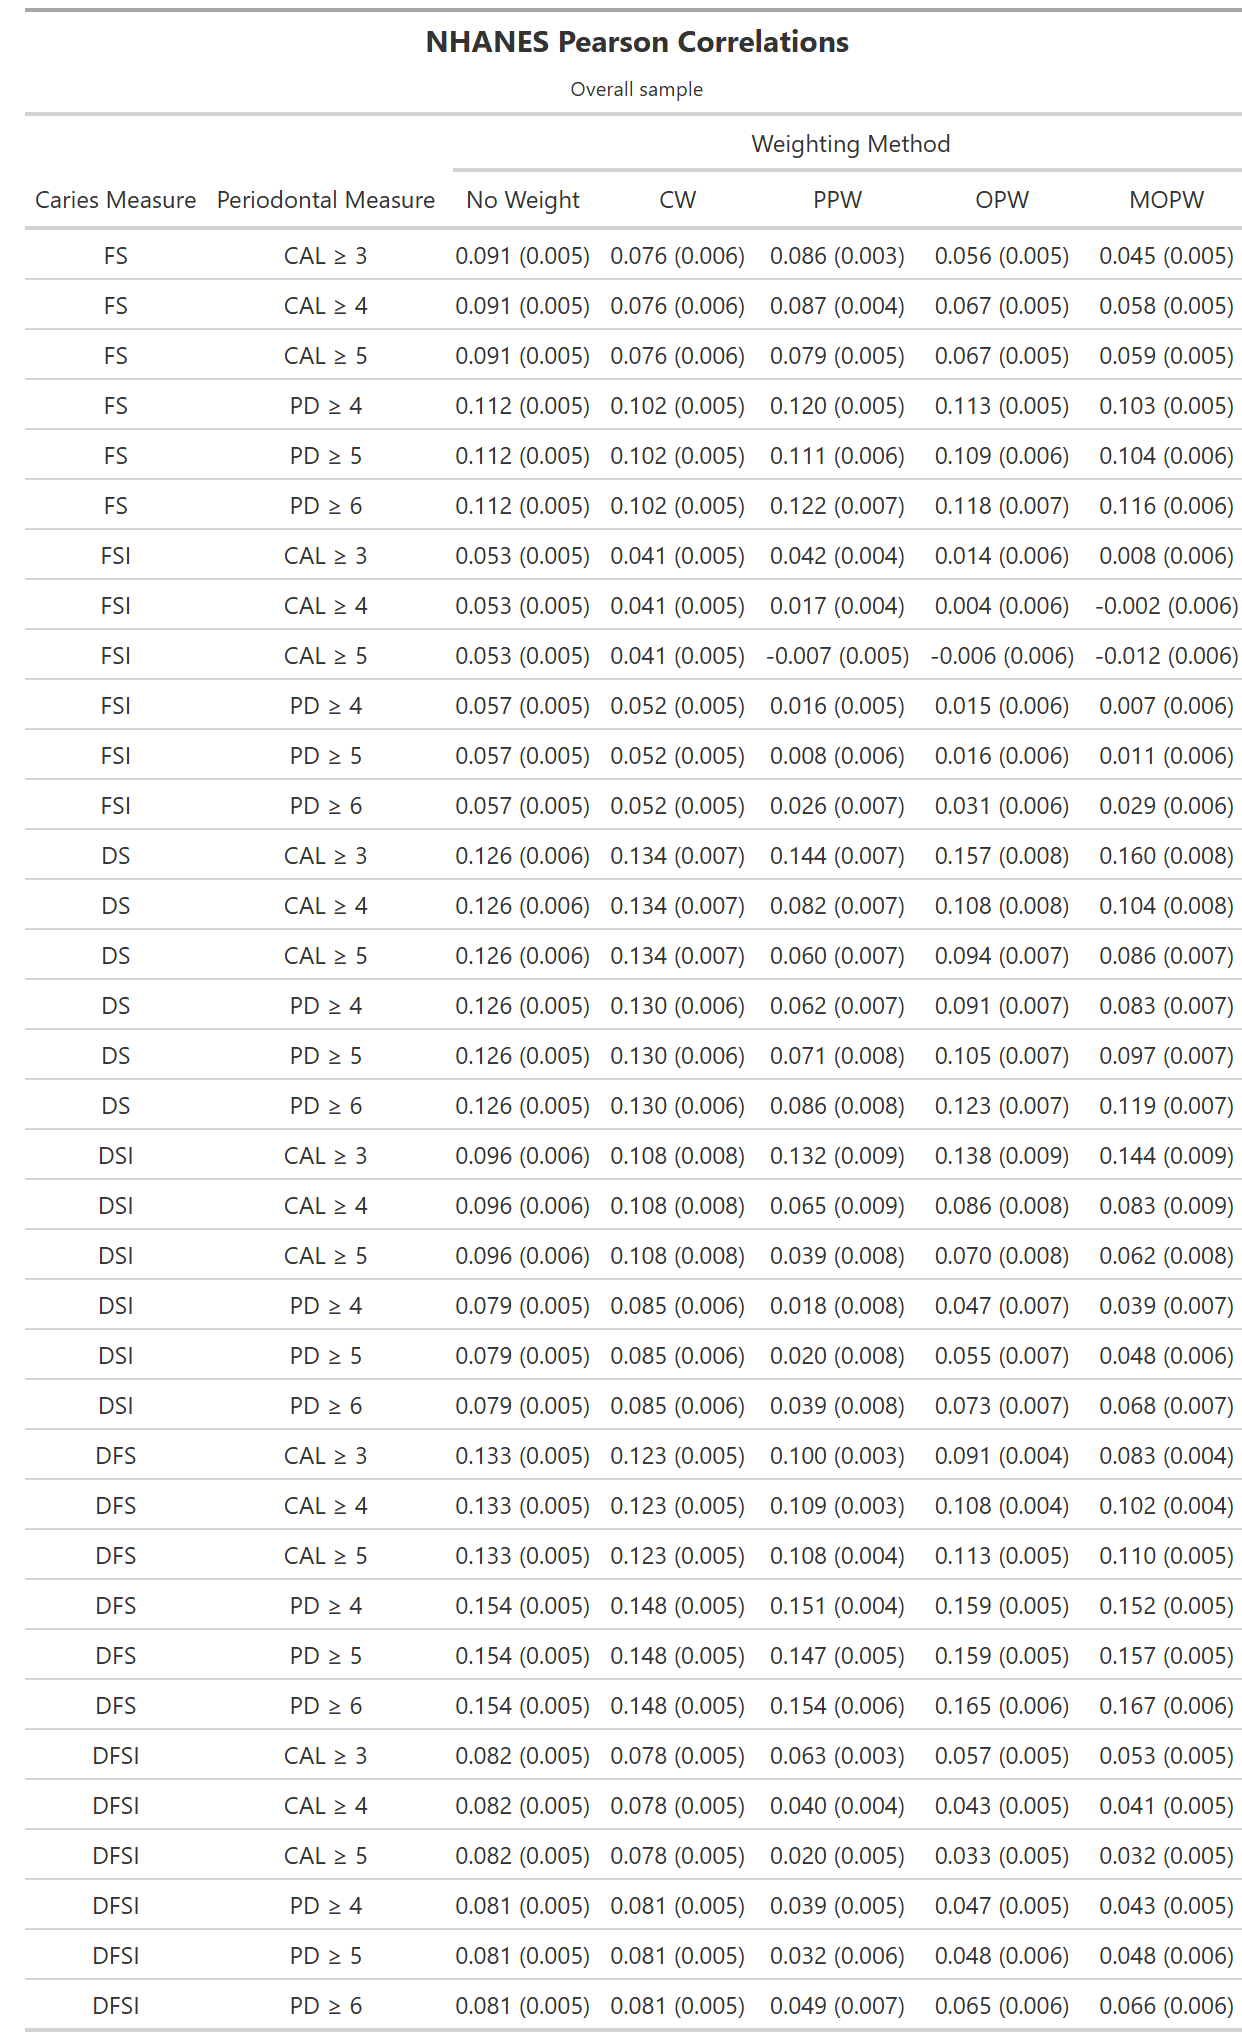 NHANES Pearson Correlations
Overall sample
Weighting Method
Caries Measure Periodontal Measure No Weight CW PPW OPW MOPW
FS CAL ≥ 3 0.091 (0.005) 0.076 (0.006) 0.086 (0.003) 0.056 (0.005) 0.045 (0.005)
FS CAL ≥ 4 0.091 (0.005) 0.076 (0.006) 0.087 (0.004) 0.067 (0.005) 0.058 (0.005)
FS CAL ≥ 5 0.091 (0.005) 0.076 (0.006) 0.079 (0.005) 0.067 (0.005) 0.059 (0.005)
FS PD ≥ 4 0.112 (0.005) 0.102 (0.005) 0.120 (0.005) 0.113 (0.005) 0.103 (0.005)
FS PD ≥ 5 0.112 (0.005) 0.102 (0.005) 0.111 (0.006) 0.109 (0.006) 0.104 (0.006)
FS PD ≥ 6 0.112 (0.005) 0.102 (0.005) 0.122 (0.007) 0.118 (0.007) 0.116 (0.006)
FSI CAL ≥ 3 0.053 (0.005) 0.041 (0.005) 0.042 (0.004) 0.014 (0.006) 0.008 (0.006)
FSI CAL ≥ 4 0.053 (0.005) 0.041 (0.005) 0.017 (0.004) 0.004 (0.006) -0.002 (0.006)
FSI CAL ≥ 5 0.053 (0.005) 0.041 (0.005) -0.007 (0.005) -0.006 (0.006) -0.012 (0.006)
FSI PD ≥ 4 0.057 (0.005) 0.052 (0.005) 0.016 (0.005) 0.015 (0.006) 0.007 (0.006)
FSI PD ≥ 5 0.057 (0.005) 0.052 (0.005) 0.008 (0.006) 0.016 (0.006) 0.011 (0.006)
FSI PD ≥ 6 0.057 (0.005) 0.052 (0.005) 0.026 (0.007) 0.031 (0.006) 0.029 (0.006)
DS CAL ≥ 3 0.126 (0.006) 0.134 (0.007) 0.144 (0.007) 0.157 (0.008) 0.160 (0.008)
DS CAL ≥ 4 0.126 (0.006) 0.134 (0.007) 0.082 (0.007) 0.108 (0.008) 0.104 (0.008)
DS CAL ≥ 5 0.126 (0.006) 0.134 (0.007) 0.060 (0.007) 0.094 (0.007) 0.086 (0.007)
DS PD ≥ 4 0.126 (0.005) 0.130 (0.006) 0.062 (0.007) 0.091 (0.007) 0.083 (0.007)
DS PD ≥ 5 0.126 (0.005) 0.130 (0.006) 0.071 (0.008) 0.105 (0.007) 0.097 (0.007)
DS PD ≥ 6 0.126 (0.005) 0.130 (0.006) 0.086 (0.008) 0.123 (0.007) 0.119 (0.007)
DSI CAL ≥ 3 0.096 (0.006) 0.108 (0.008) 0.132 (0.009) 0.138 (0.009) 0.144 (0.009)
DSI CAL ≥ 4 0.096 (0.006) 0.108 (0.008) 0.065 (0.009) 0.086 (0.008) 0.083 (0.009)
DSI CAL ≥ 5 0.096 (0.006) 0.108 (0.008) 0.039 (0.008) 0.070 (0.008) 0.062 (0.008)
DSI PD ≥ 4 0.079 (0.005) 0.085 (0.006) 0.018 (0.008) 0.047 (0.007) 0.039 (0.007)
DSI PD ≥ 5 0.079 (0.005) 0.085 (0.006) 0.020 (0.008) 0.055 (0.007) 0.048 (0.006)
DSI PD ≥ 6 0.079 (0.005) 0.085 (0.006) 0.039 (0.008) 0.073 (0.007) 0.068 (0.007)
DFS CAL ≥ 3 0.133 (0.005) 0.123 (0.005) 0.100 (0.003) 0.091 (0.004) 0.083 (0.004)
DFS CAL ≥ 4 0.133 (0.005) 0.123 (0.005) 0.109 (0.003) 0.108 (0.004) 0.102 (0.004)
DFS CAL ≥ 5 0.133 (0.005) 0.123 (0.005) 0.108 (0.004) 0.113 (0.005) 0.110 (0.005)
DFS PD ≥ 4 0.154 (0.005) 0.148 (0.005) 0.151 (0.004) 0.159 (0.005) 0.152 (0.005)
DFS PD ≥ 5 0.154 (0.005) 0.148 (0.005) 0.147 (0.005) 0.159 (0.005) 0.157 (0.005)
DFS PD ≥ 6 0.154 (0.005) 0.148 (0.005) 0.154 (0.006) 0.165 (0.006) 0.167 (0.006)
DFSI CAL ≥ 3 0.082 (0.005) 0.078 (0.005) 0.063 (0.003) 0.057 (0.005) 0.053 (0.005)
DFSI CAL ≥ 4 0.082 (0.005) 0.078 (0.005) 0.040 (0.004) 0.043 (0.005) 0.041 (0.005)
DFSI CAL ≥ 5 0.082 (0.005) 0.078 (0.005) 0.020 (0.005) 0.033 (0.005) 0.032 (0.005)
DFSI PD ≥ 4 0.081 (0.005) 0.081 (0.005) 0.039 (0.005) 0.047 (0.005) 0.043 (0.005)
DFSI PD ≥ 5 0.081 (0.005) 0.081 (0.005) 0.032 (0.006) 0.048 (0.006) 0.048 (0.006)
DFSI PD ≥ 6 0.081 (0.005) 0.081 (0.005) 0.049 (0.007) 0.065 (0.006) 0.066 (0.006)